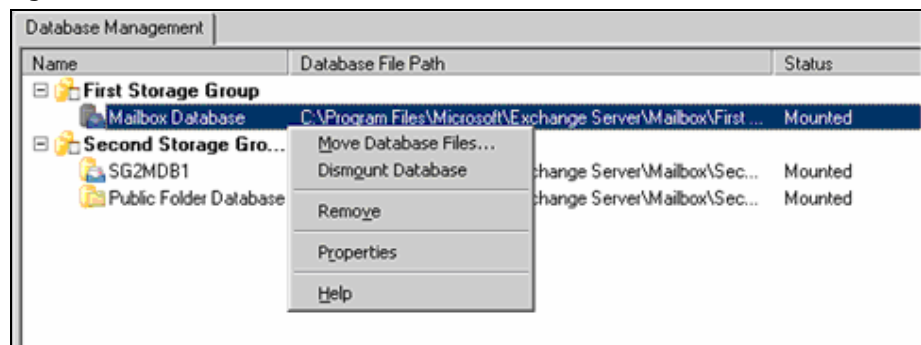 Database Management
Name Database File Path Status
First Storage Group
Mailbox Database C:\Program Files\Microsoft\Exchange Server\Mailbox\First ... Mounted
Second Storage Gro... Move Database Files...
SG2MDB1 Dismount Database change Server\Mailbox\Sec... Mounted
Public Folder Database Remove change Server\Mailbox\Sec... Mounted
Properties
Help